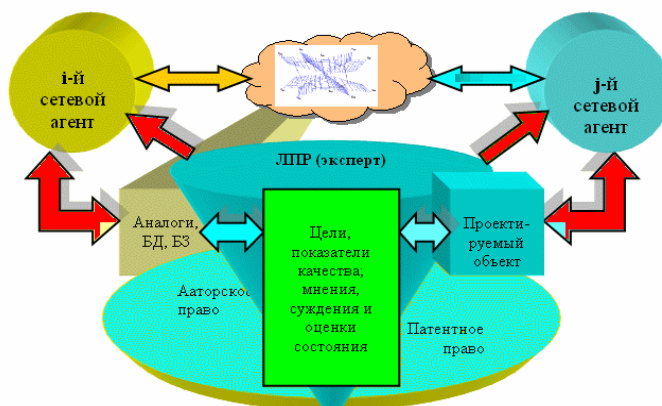 i-й
сетевой
агент
j-й
сетевой
агент
ЛПР (эксперт)
Аналоги,
БД, БЗ
Цели,
показатели
качества;
мнения,
суждения и
оценки
состояния
Проекти-
руемый
объект
Ааторское
право
Патентное
право